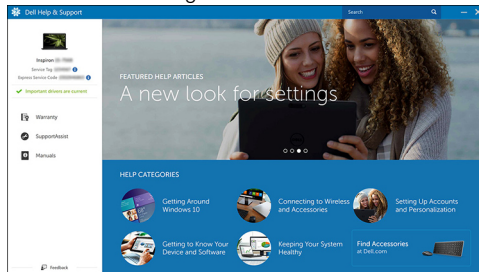 Dell Help & Support
Search
Inspiron
Service Tag
Express Service Code
Important drivers are current
Warranty
SupportAssist
Manuals
Feedback
FEATURED HELP ARTICLES
A new look for settings
HELP CATEGORIES
Getting Around
Windows 10
Connecting to Wireless
and Accessories
Setting Up Accounts
and Personalization
Getting to Know Your
Device and Software
Keeping Your System
Healthy
Find Accessories
at Dell.com